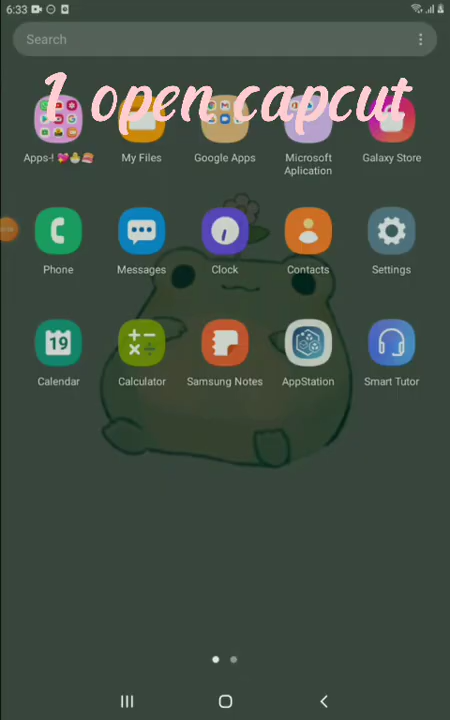 6:33
Search
1 open capcut
Apps-! 💖🐣🍔
My Files
Google Apps
Microsoft
Aplication
Galaxy Store
Phone
Messages
Clock
Contacts
Settings
19
Calendar
Calculator
Samsung Notes
AppStation
Smart Tutor